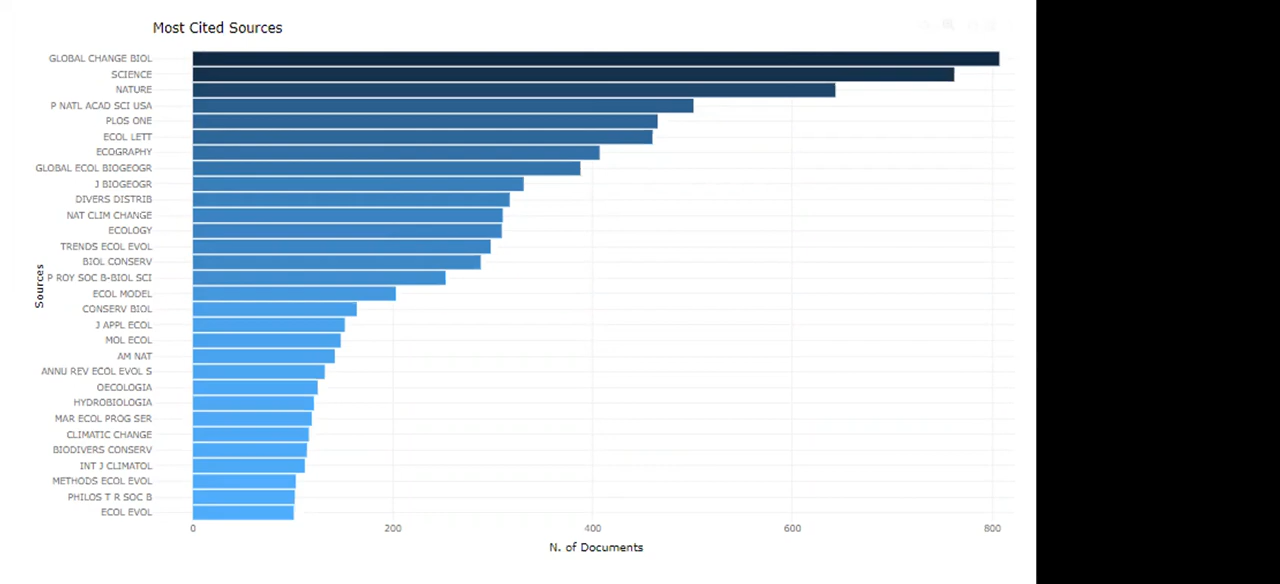 Most Cited Sources
GLOBAL CHANGE BIOL
SCIENCE
NATURE
P NATL ACAD SCI USA
PLOS ONE
ECOL LETT
ECOGRAPHY
GLOBAL ECOL BIOGEOGR
J BIOGEOGR
DIVERS DISTRIB
NAT CLIM CHANGE
ECOLOGY
TRENDS ECOL EVOL
BIOL CONSERV
P ROY SOC B-BIOL SCI
ECOL MODEL
CONSERV BIOL
J APPL ECOL
MOL ECOL
AM NAT
ANNU REV ECOL EVOL S
OECOLOGIA
HYDROBIOLOGIA
MAR ECOL PROG SER
CLIMATIC CHANGE
BIODIVERS CONSERV
INT J CLIMATOL
METHODS ECOL EVOL
PHILOS T R SOC B
ECOL EVOL
Sources
0 200 400 600 800
N. of Documents